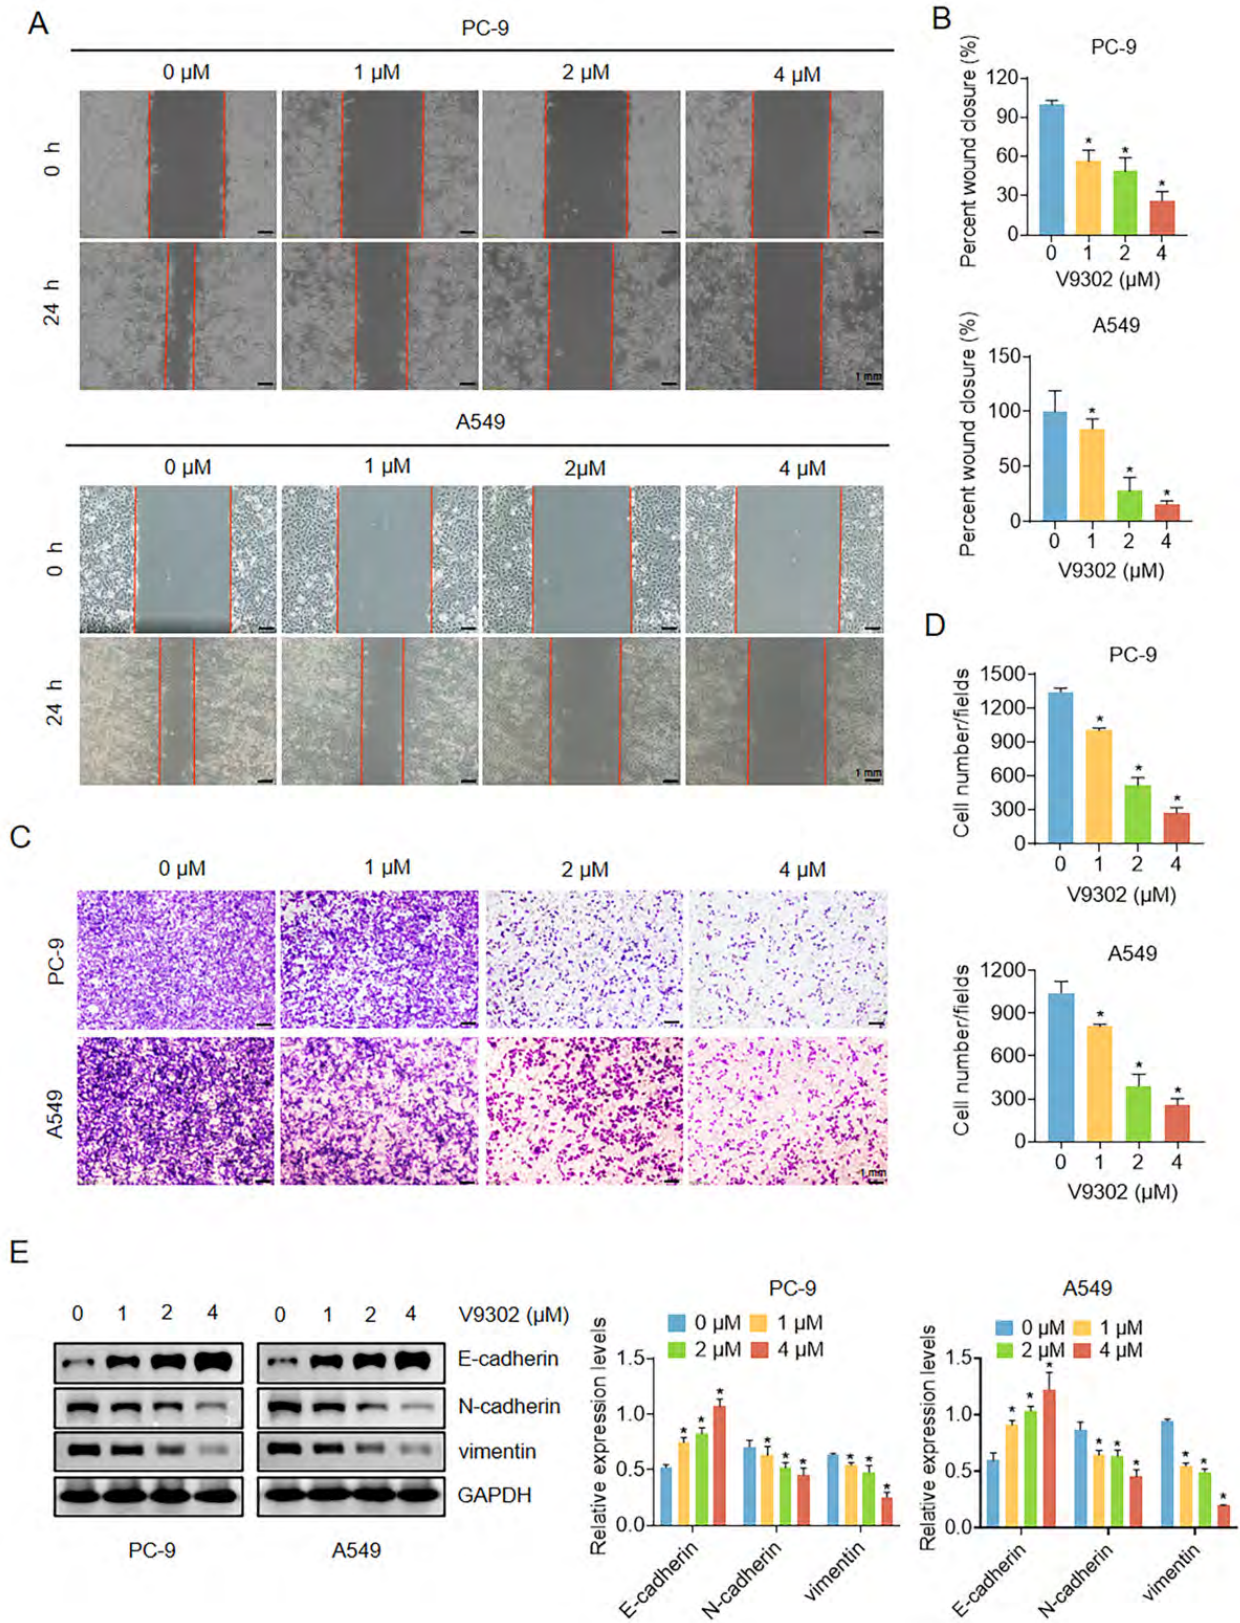 A
PC-9
0 μM 1 μM 2 μM 4 μM
0 h
24 h
1 mm
A549
0 μM 1 μM 2μM 4 μM
0 h
24 h
1 mm
B
PC-9
Percent wound closure (%)
120
90
60
30
0
* * *
0 1 2 4
V9302 (μM)
A549
Percent wound closure (%)
150
100
50
0
* * *
0 1 2 4
V9302 (μM)
C
0 μM 1 μM 2 μM 4 μM
PC-9
A549
1 mm
D
PC-9
Cell number/fields
1500
1200
900
600
300
0
* * *
0 1 2 4
V9302 (μM)
A549
Cell number/fields
1200
900
600
300
0
* * *
0 1 2 4
V9302 (μM)
E
0 1 2 4 0 1 2 4 V9302 (μM)
E-cadherin
N-cadherin
vimentin
GAPDH
PC-9 A549
PC-9
0 μM 1 μM
2 μM 4 μM
Relative expression levels
1.5
1.0
0.5
0.0
* * * * * * * * *
E-cadherin N-cadherin vimentin
A549
0 μM 1 μM
2 μM 4 μM
Relative expression levels
1.5
1.0
0.5
0.0
* * * * * * * * *
E-cadherin N-cadherin vimentin